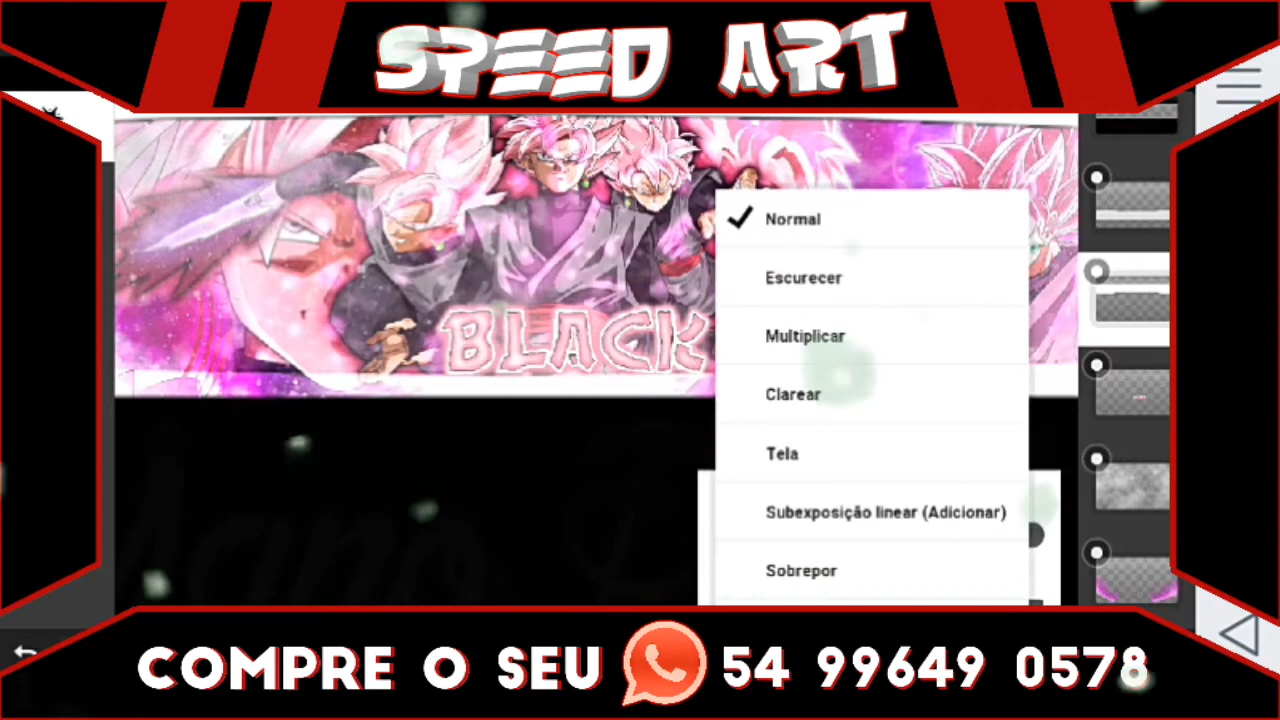 SPEED ART
BLACK
Normal
Escurecer
Multiplicar
Clarear
Tela
Subexposição linear (Adicionar)
Sobrepor
COMPRE O SEU 54 99649 0578